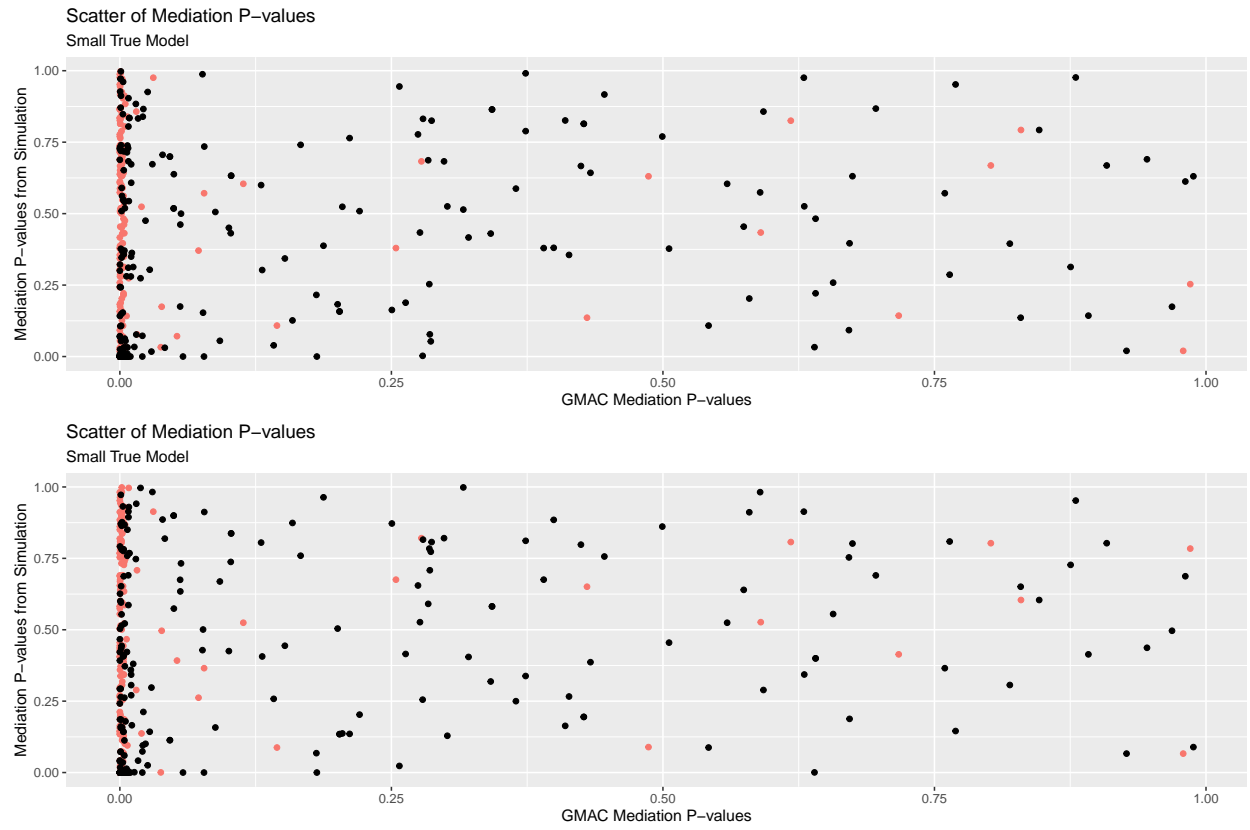 Scatter of Mediation P−values
Small True Model
Mediation P−values from Simulation
1.00
0.75
0.50
0.25
0.00
0.00 0.25 0.50 0.75 1.00
GMAC Mediation P−values
Scatter of Mediation P−values
Small True Model
Mediation P−values from Simulation
1.00
0.75
0.50
0.25
0.00
0.00 0.25 0.50 0.75 1.00
GMAC Mediation P−values